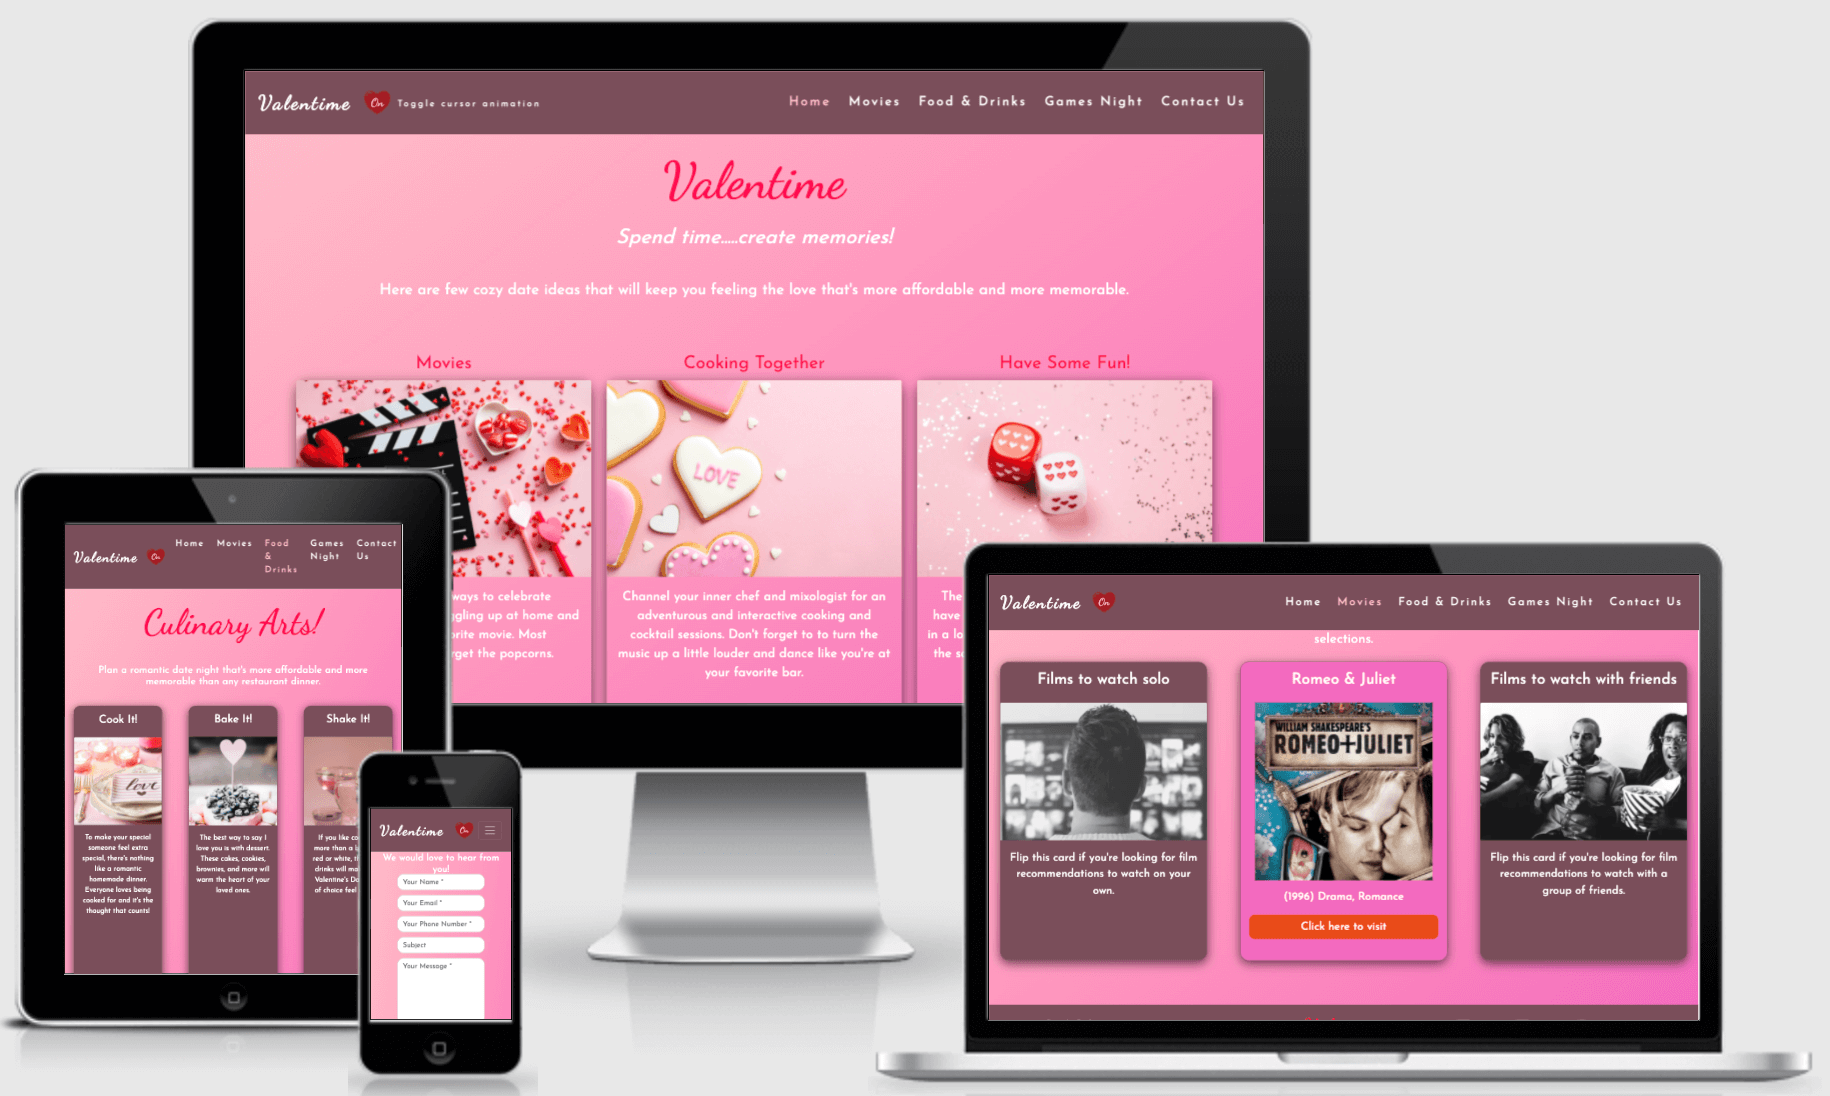 Valentime
On
Toggle cursor animation
Home
Movies
Food & Drinks
Games Night
Contact Us
Valentime
Spend time.....create memories!
Here are few cozy date ideas that will keep you feeling the love that's more affordable and more memorable.
Movies
Cooking Together
Have Some Fun!
LOVE
ways to celebrate
ggling up at home and
orite movie. Most
rget the popcorns.
Channel your inner chef and mixologist for an
adventurous and interactive cooking and
cocktail sessions. Don't forget to to turn the
music up a little louder and dance like you're at
your favorite bar.
The
have
in a lo
the s
Valentime
On
Home
Movies
Food
&
Drinks
Games
Night
Contact
Us
Culinary Arts!
Plan a romantic date night that's more affordable and more
memorable than any restaurant dinner.
Cook It!
love
To make your special
someone feel extra
special, there's nothing
like a romantic
homemade dinner.
Everyone loves being
cooked for and it's the
thought that counts!
Bake It!
The best way to say I
love you is with dessert.
These cakes, cookies,
brownies, and more will
warm the heart of your
loved ones.
Shake It!
If you like co
more than a l
red or white, t
drinks will ma
Valentine's Da
of choice feel
Valentime
On
We would love to hear from
you!
Your Name *
Your Email *
Your Phone Number *
Subject
Your Message *
Valentime
On
Home
Movies
Food & Drinks
Games Night
Contact Us
selections.
Films to watch solo
Flip this card if you're looking for film
recommendations to watch on your
own.
Romeo & Juliet
WILLIAM SHAKESPEARE'S
ROMEO+JULIET
(1996) Drama, Romance
Click here to visit
Films to watch with friends
Flip this card if you're looking for film
recommendations to watch with a
group of friends.